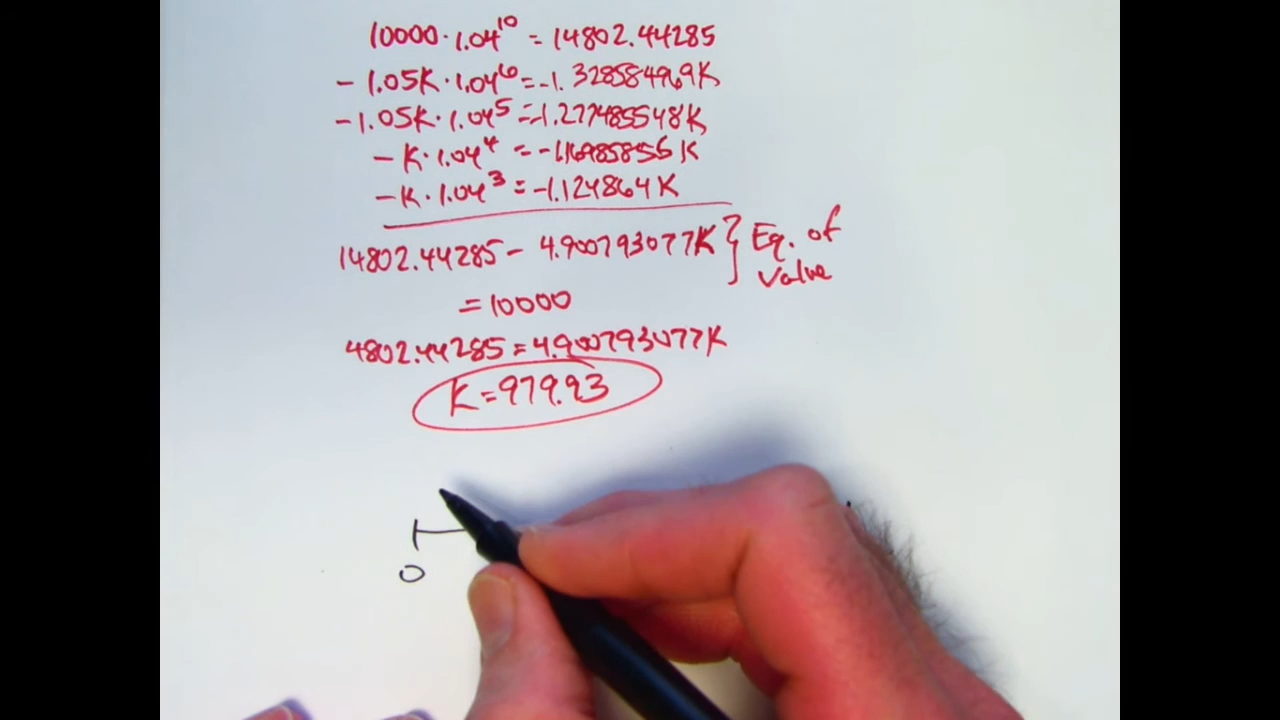 10000·1.04^10 = 14802.44285
-1.05K·1.04^6 = -1.328584969K
-1.05K·1.04^5 = -1.277485548K
-K·1.04^4 = -1.16985856K
-K·1.04^3 = -1.124864K
14802.44285 - 4.900793077K } Eq. of
value
=10000
4802.44285 = 4.900793077K
K=979.93
0